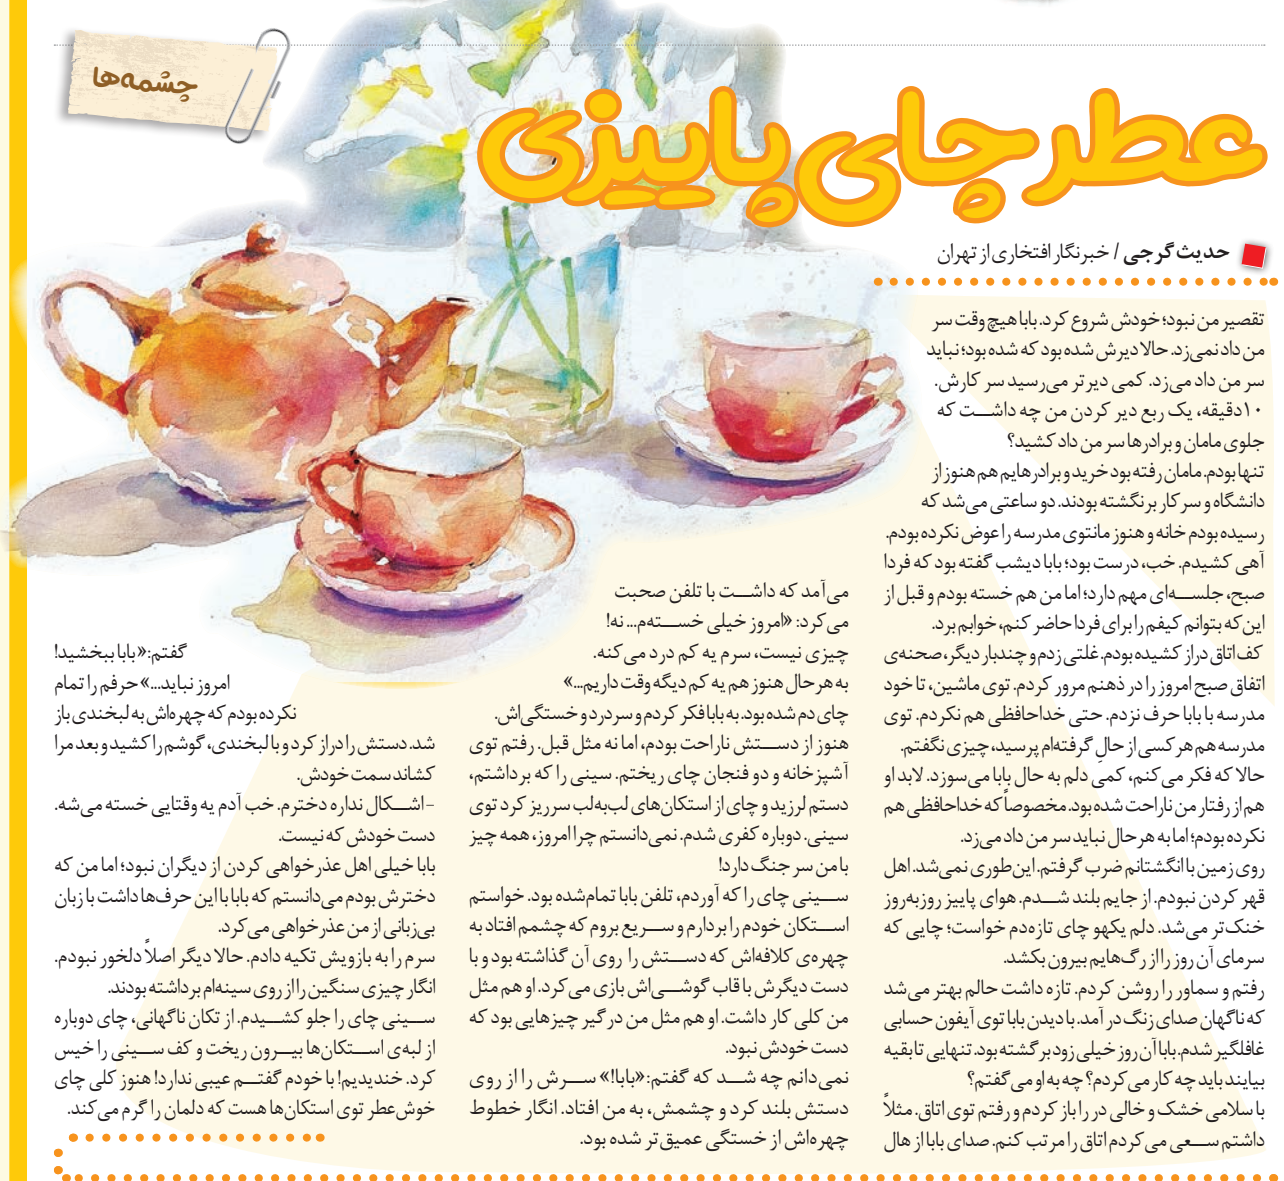 چشمه‌ها
عطر چای پاییزی
حدیث گرجی / خبرنگار افتخاری از تهران
تقصیر من نبود؛ خودش شروع کرد. بابا هیچ وقت سر
من داد نمی‌زد. حالا دیرش شده بود که شده بود؛ نباید
سر من داد می‌زد. کمی دیرتر می‌رسید سر کارش.
۱۰دقیقه، یک ربع دیر کردن من چه داشت که
جلوی مامان و برادرها سر من داد کشید؟
تنها بودم. مامان رفته بود خرید و برادرهایم هم هنوز از
دانشگاه و سر کار برنگشته بودند. دو ساعتی می‌شد که
رسیده بودم خانه و هنوز مانتوی مدرسه را عوض نکرده بودم.
آهی کشیدم. خب، درست بود؛ بابا دیشب گفته بود که فردا
صبح، جلسه‌ای مهم دارد؛ اما من هم خسته بودم و قبل از
این‌که بتوانم کیفم را برای فردا حاضر کنم، خوابم برد.
کف اتاق دراز کشیده بودم. غلتی زدم و چندبار دیگر، صحنه‌ی
اتفاق صبح امروز را در ذهنم مرور کردم. توی ماشین، تا خود
مدرسه با بابا حرف نزدم. حتی خداحافظی هم نکردم. توی
مدرسه هم هر کسی از حالِ گرفته‌ام پرسید، چیزی نگفتم.
حالا که فکر می‌کنم، کمی دلم به حال بابا می‌سوزد. لابد او
هم از رفتار من ناراحت شده بود. مخصوصاً که خداحافظی هم
نکرده بودم؛ اما به هر حال نباید سر من داد می‌زد.
روی زمین با انگشتانم ضرب گرفتم. این‌طوری نمی‌شد. اهل
قهر کردن نبودم. از جایم بلند شدم. هوای پاییز روزبه‌روز
خنک‌تر می‌شد. دلم یکهو چای تازه‌دم خواست؛ چایی که
سرمای آن روز را از رگ‌هایم بیرون بکشد.
رفتم و سماور را روشن کردم. تازه داشت حالم بهتر می‌شد
که ناگهان صدای زنگ در آمد. با دیدن بابا توی آیفون حسابی
غافلگیر شدم. بابا آن روز خیلی زود برگشته بود. تنهایی تا بقیه
بیایند باید چه کار می‌کردم؟ چه به او می‌گفتم؟
با سلامی خشک و خالی در را باز کردم و رفتم توی اتاق. مثلاً
داشتم سعی می‌کردم اتاق را مرتب کنم. صدای بابا از هال
می‌آمد که داشت با تلفن صحبت
می‌کرد: «امروز خیلی خسته‌م... نه!
چیزی نیست، سرم یه کم درد می‌کنه.
به هر حال هنوز هم یه کم دیگه وقت داریم...»
چای دم شده بود. به بابا فکر کردم و سردرد و خستگی‌اش.
هنوز از دستش ناراحت بودم، اما نه مثل قبل. رفتم توی
آشپزخانه و دو فنجان چای ریختم. سینی را که برداشتم،
دستم لرزید و چای از استکان‌های لب‌به‌لب سرریز کرد توی
سینی. دوباره کفری شدم. نمی‌دانستم چرا امروز، همه چیز
با من سر جنگ دارد!
سینی چای را که آوردم، تلفن بابا تمام‌شده بود. خواستم
استکان خودم را بردارم و سریع بروم که چشمم افتاد به
چهره‌ی کلافه‌اش که دستش را روی آن گذاشته بود و با
دست دیگرش با قاب گوشی‌اش بازی می‌کرد. او هم مثل
من کلی کار داشت. او هم مثل من درگیر چیزهایی بود که
دست خودش نبود.
نمی‌دانم چه شد که گفتم:«بابا!» سرش را از روی
دستش بلند کرد و چشمش، به من افتاد. انگار خطوط
چهره‌اش از خستگی عمیق‌تر شده بود.
گفتم:«بابا ببخشید!
امروز نباید...» حرفم را تمام
نکرده بودم که چهره‌اش به لبخندی باز
شد. دستش را دراز کرد و با لبخندی، گوشم را کشید و بعد مرا
کشاند سمت خودش.
-اشکال نداره دخترم. خب آدم یه وقتایی خسته می‌شه.
دست خودش که نیست.
بابا خیلی اهل عذرخواهی کردن از دیگران نبود؛ اما من که
دخترش بودم می‌دانستم که بابا با این حرف‌ها داشت با زبان
بی‌زبانی از من عذرخواهی می‌کرد.
سرم را به بازویش تکیه دادم. حالا دیگر اصلاً دلخور نبودم.
انگار چیزی سنگین را از روی سینه‌ام برداشته بودند.
سینی چای را جلو کشیدم. از تکان ناگهانی، چای دوباره
از لبه‌ی استکان‌ها بیرون ریخت و کف سینی را خیس
کرد. خندیدیم! با خودم گفتم عیبی ندارد! هنوز کلی چای
خوش‌عطر توی استکان‌ها هست که دلمان را گرم می‌کند.